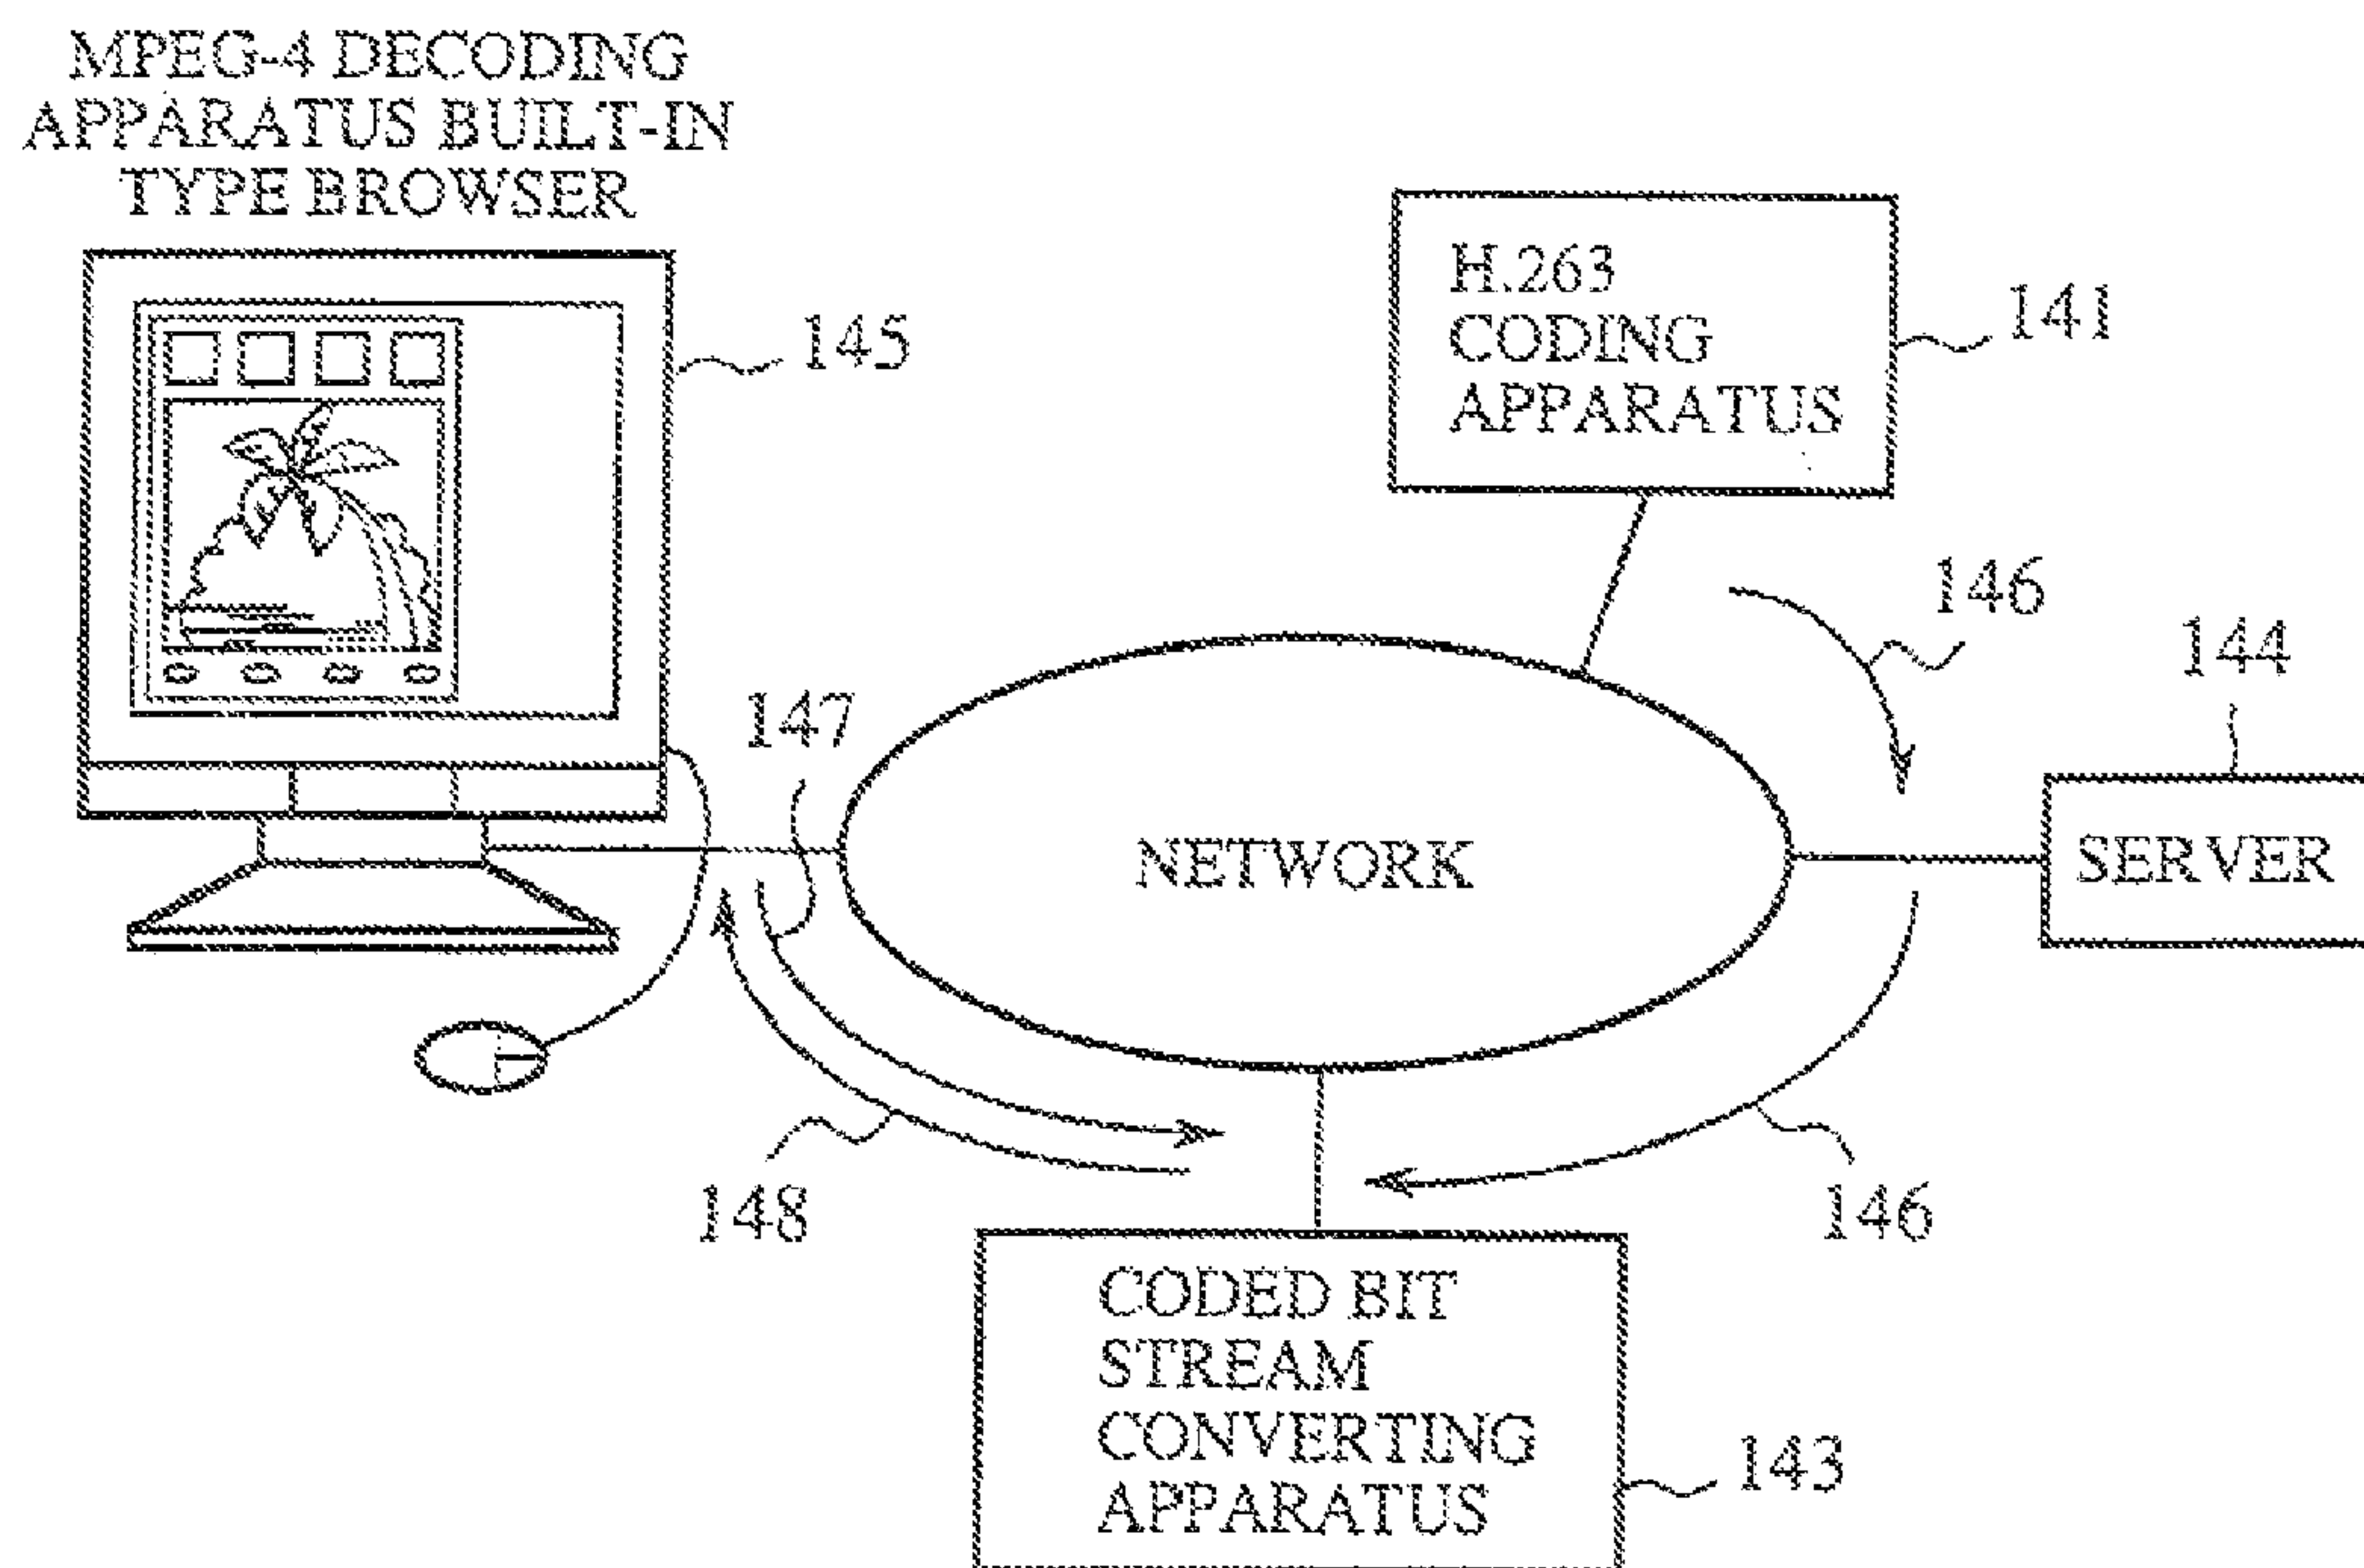 MPEG-4 DECODING
APPARATUS BUILT-IN
TYPE BROWSER
145
H.263
CODING
APPARATUS
141
146
144
147
NETWORK
SERVER
148
146
CODED BIT
STREAM
CONVERTING
APPARATUS
143